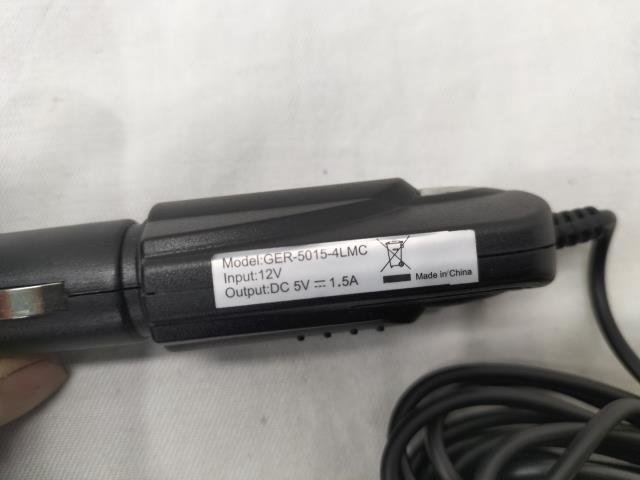 Model:GER-5015-4LMC
Input:12V
Output:DC 5V ⎓ 1.5A
Made in China